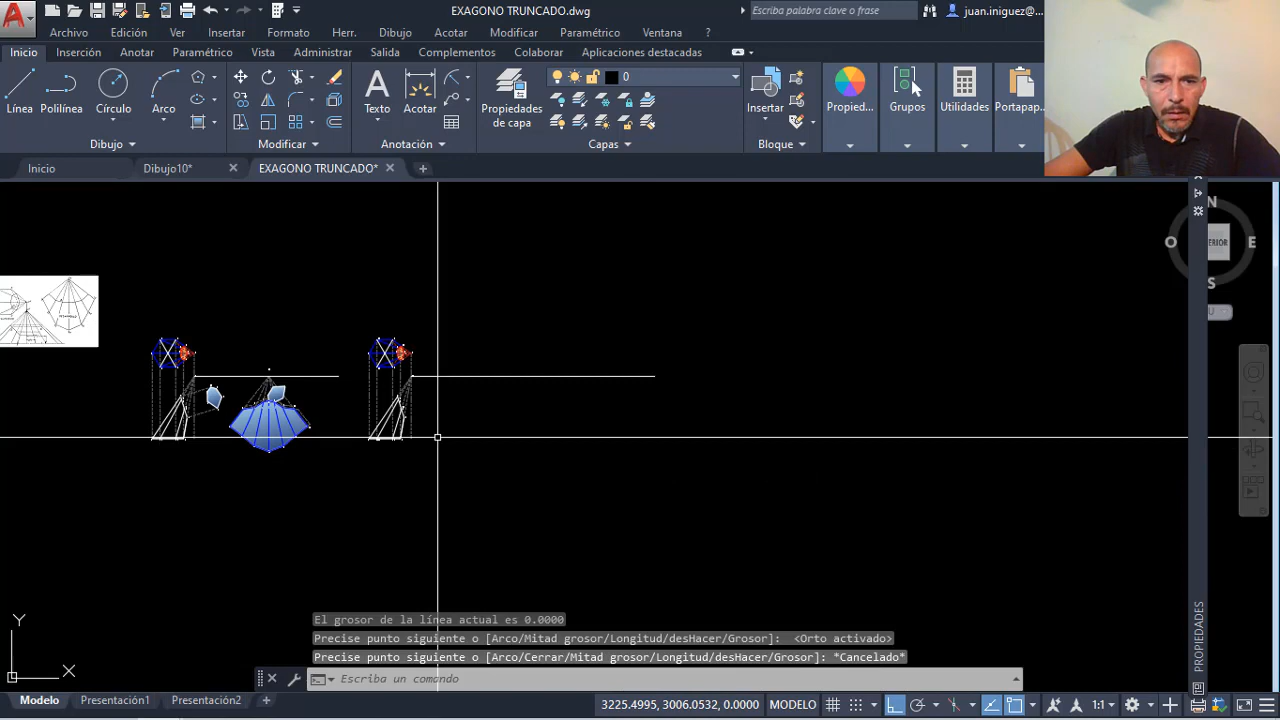 EXAGONO TRUNCADO.dwg
Escriba palabra clave o frase
juan.iniguez@...
Archivo Edición Ver Insertar Formato Herr. Dibujo Acotar Modificar Paramétrico Ventana ?
Inicio Inserción Anotar Paramétrico Vista Administrar Salida Complementos Colaborar Aplicaciones destacadas
0
Línea Polilínea Círculo Arco Texto Acotar Propiedades
de capa
Insertar Propied... Grupos Utilidades Portapap...
Dibujo Modificar Anotación Capas Bloque
Inicio Dibujo10* EXAGONO TRUNCADO*
N
O ERIOR E
S
U
PROPIEDADES
El grosor de la línea actual es 0.0000
Y
Precise punto siguiente o [Arco/Mitad grosor/Longitud/desHacer/Grosor]: <Orto activado>
Precise punto siguiente o [Arco/Cerrar/Mitad grosor/Longitud/desHacer/Grosor]: *Cancelado*
X
Escriba un comando
Modelo Presentación1 Presentación2 + 3225.4995, 3006.0532, 0.0000 MODELO 1:1